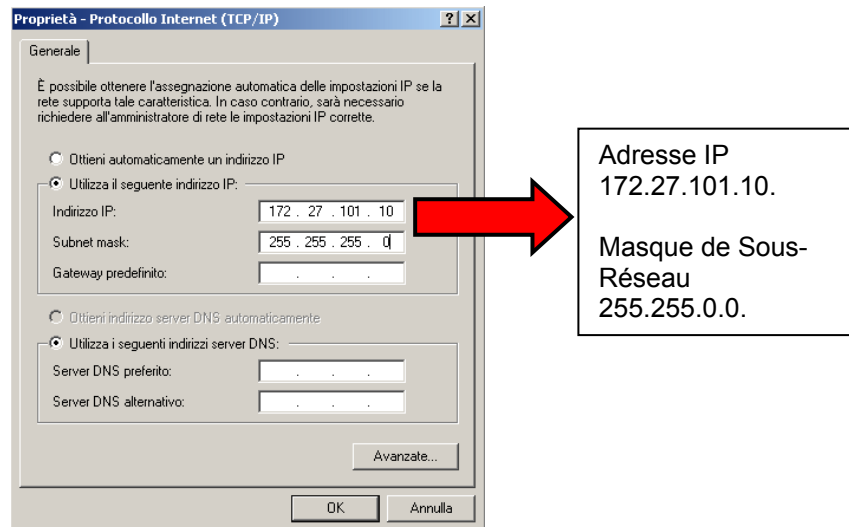 Proprietà - Protocollo Internet (TCP/IP)
Generale
È possibile ottenere l'assegnazione automatica delle impostazioni IP se la
rete supporta tale caratteristica. In caso contrario, sarà necessario
richiedere all'amministratore di rete le impostazioni IP corrette.
Ottieni automaticamente un indirizzo IP
Utilizza il seguente indirizzo IP:
Indirizzo IP: 172 . 27 . 101 . 10
Subnet mask: 255 . 255 . 255 . 0
Gateway predefinito: . . .
Ottieni indirizzo server DNS automaticamente
Utilizza i seguenti indirizzi server DNS:
Server DNS preferito: . . .
Server DNS alternativo: . . .
Avanzate...
OK Annulla
Adresse IP
172.27.101.10.
Masque de Sous-
Réseau
255.255.0.0.